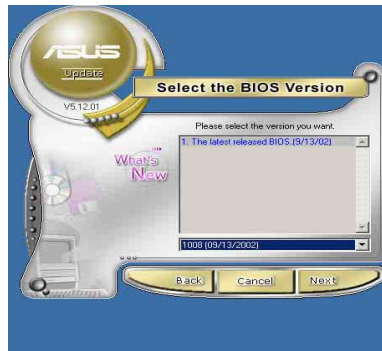 ASUS
Update
V5.12.01
Select the BIOS Version
Please select the version you want.
1. The latest released BIOS.(9/13/02)
What's
New
1008 (09/13/2002)
Back
Cancel
Next